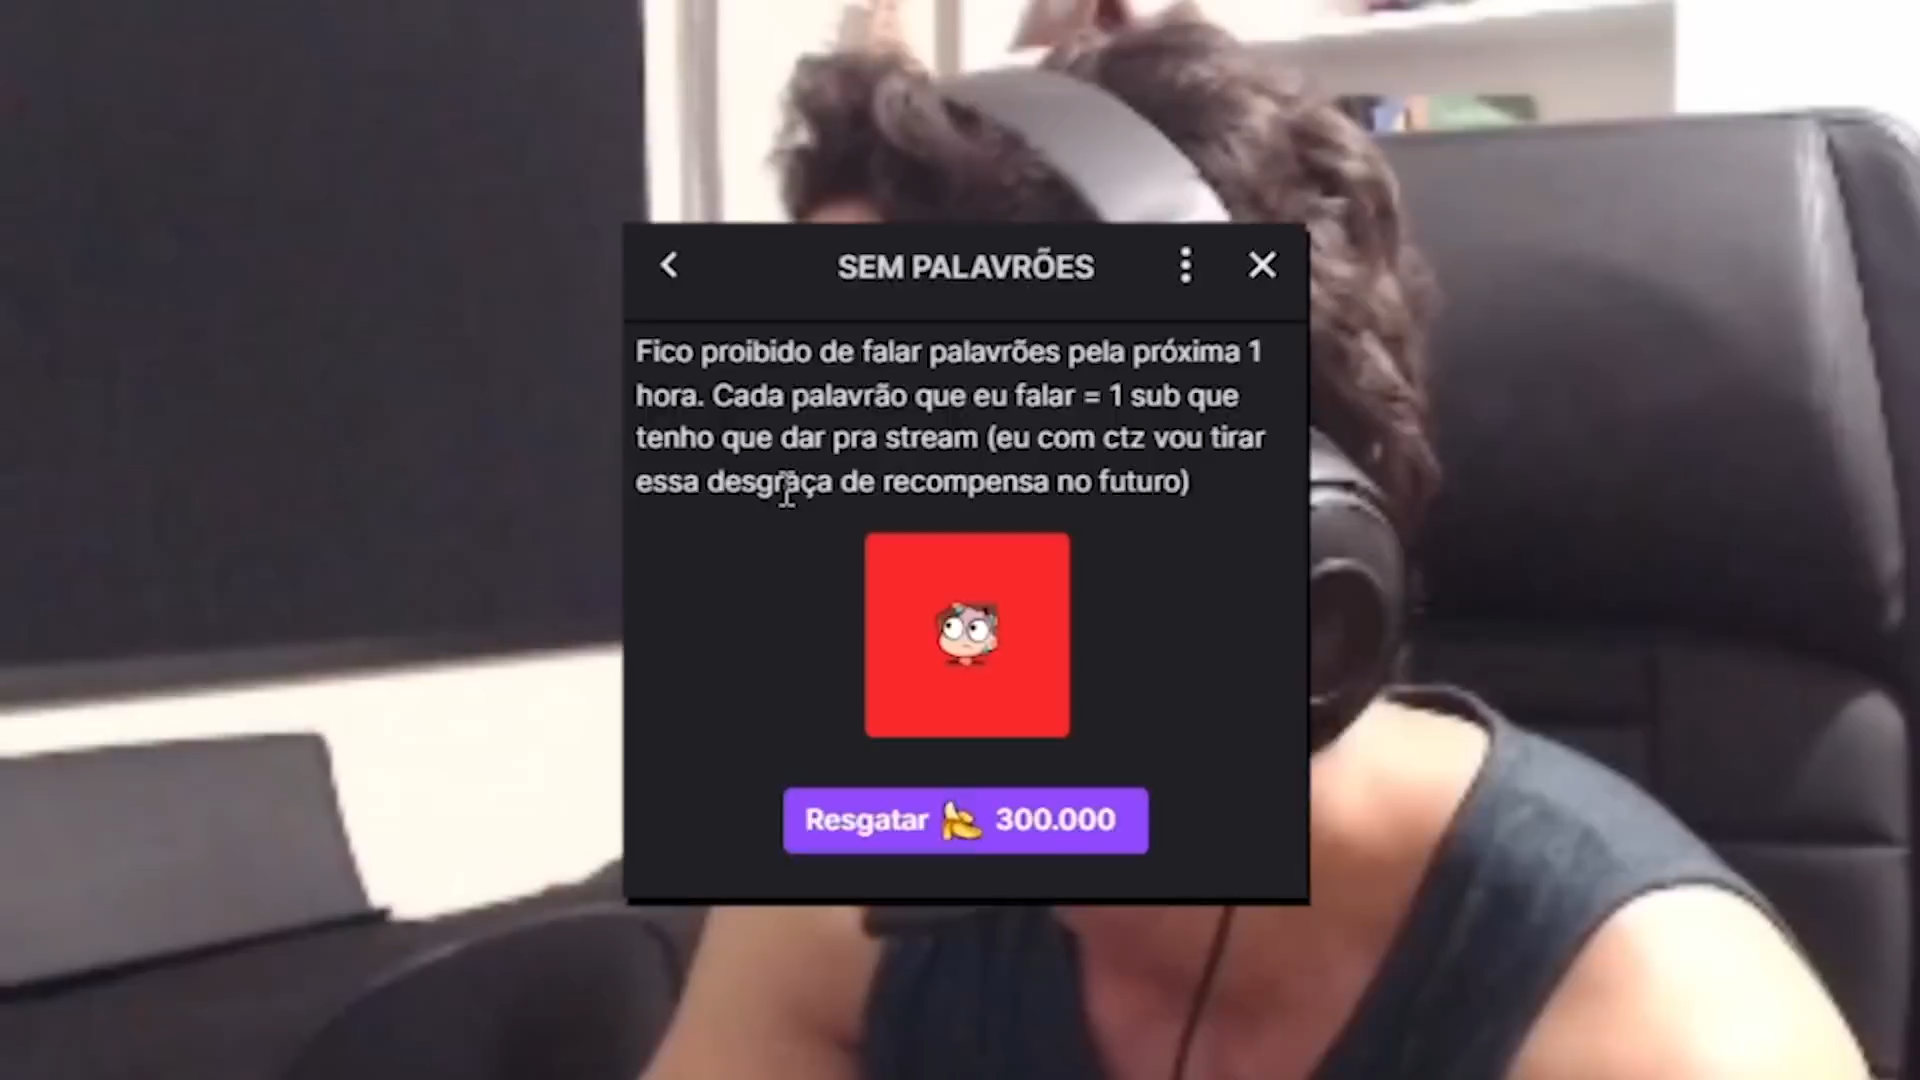 SEM PALAVRÕES
Fico proibido de falar palavrões pela próxima 1
hora. Cada palavrão que eu falar = 1 sub que
tenho que dar pra stream (eu com ctz vou tirar
essa desgraça de recompensa no futuro)
Resgatar 300.000